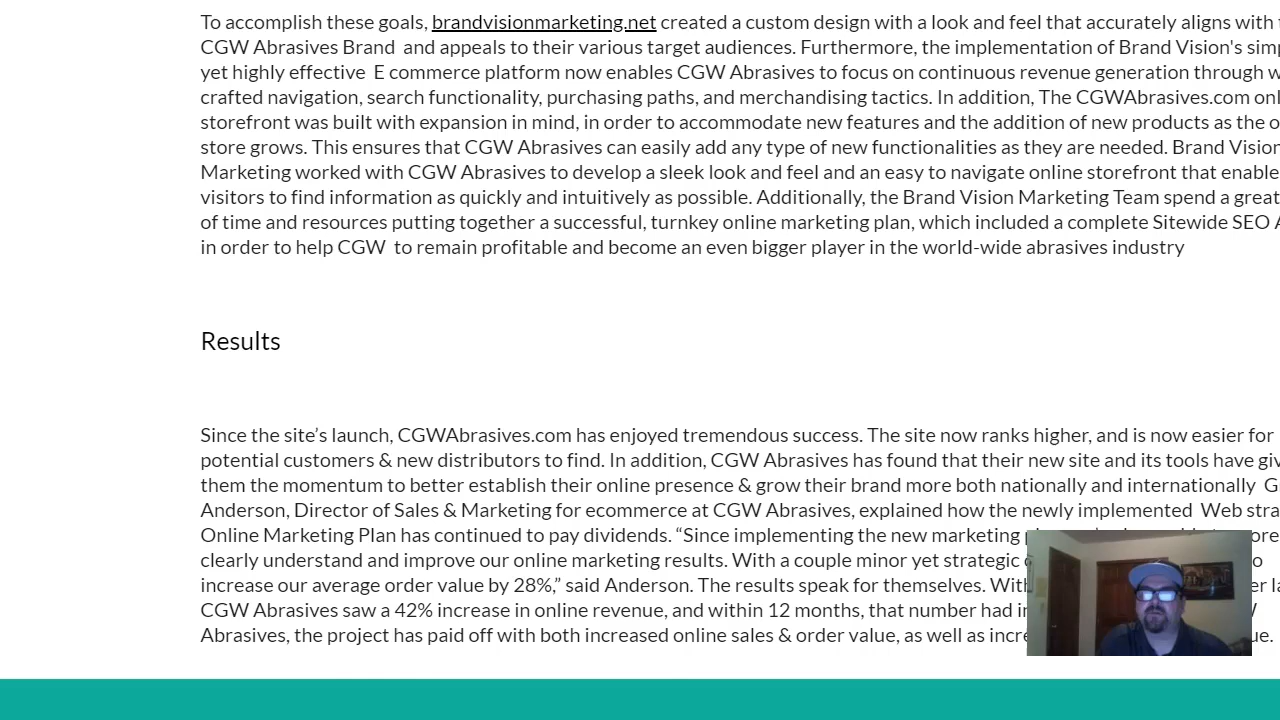 To accomplish these goals, brandvisionmarketing.net created a custom design with a look and feel that accurately aligns with
CGW Abrasives Brand  and appeals to their various target audiences. Furthermore, the implementation of Brand Vision's
yet highly effective  E commerce platform now enables CGW Abrasives to focus on continuous revenue generation through
crafted navigation, search functionality, purchasing paths, and merchandising tactics. In addition, The CGWAbrasives.com
storefront was built with expansion in mind, in order to accommodate new features and the addition of new products as the
store grows. This ensures that CGW Abrasives can easily add any type of new functionalities as they are needed. Brand Vision
Marketing worked with CGW Abrasives to develop a sleek look and feel and an easy to navigate online storefront that
visitors to find information as quickly and intuitively as possible. Additionally, the Brand Vision Marketing Team spend a great
of time and resources putting together a successful, turnkey online marketing plan, which included a complete Sitewide SEO
in order to help CGW  to remain profitable and become an even bigger player in the world-wide abrasives industry
Results
Since the site’s launch, CGWAbrasives.com has enjoyed tremendous success. The site now ranks higher, and is now easier for
potential customers & new distributors to find. In addition, CGW Abrasives has found that their new site and its tools have
them the momentum to better establish their online presence & grow their brand more both nationally and internationally
Anderson, Director of Sales & Marketing for ecommerce at CGW Abrasives, explained how the newly implemented  Web
Online Marketing Plan has continued to pay dividends. “Since implementing the new marketing
clearly understand and improve our online marketing results. With a couple minor yet strategic
increase our average order value by 28%,” said Anderson. The results speak for themselves.
CGW Abrasives saw a 42% increase in online revenue, and within 12 months, that number had
Abrasives, the project has paid off with both increased online sales & order value, as well as